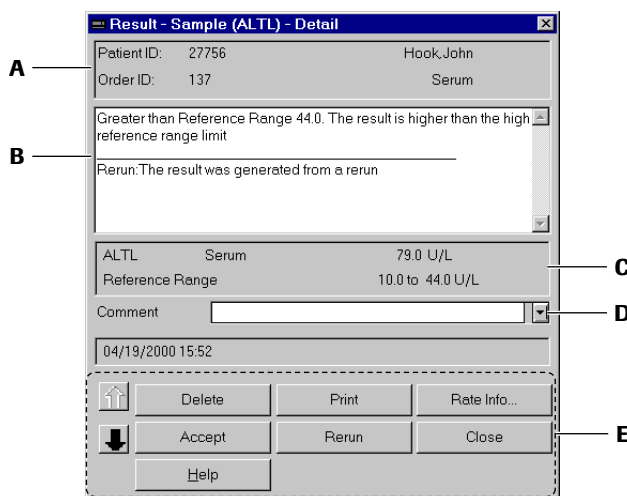 Result - Sample (ALTL) - Detail
A
Patient ID: 27756 Hook,John
Order ID: 137 Serum
B
Greater than Reference Range 44.0. The result is higher than the high
reference range limit
Rerun:The result was generated from a rerun
C
ALTL Serum 79.0 U/L
Reference Range 10.0 to 44.0 U/L
Comment
D
04/19/2000 15:52
Delete Print Rate Info...
Accept Rerun Close
E
Help